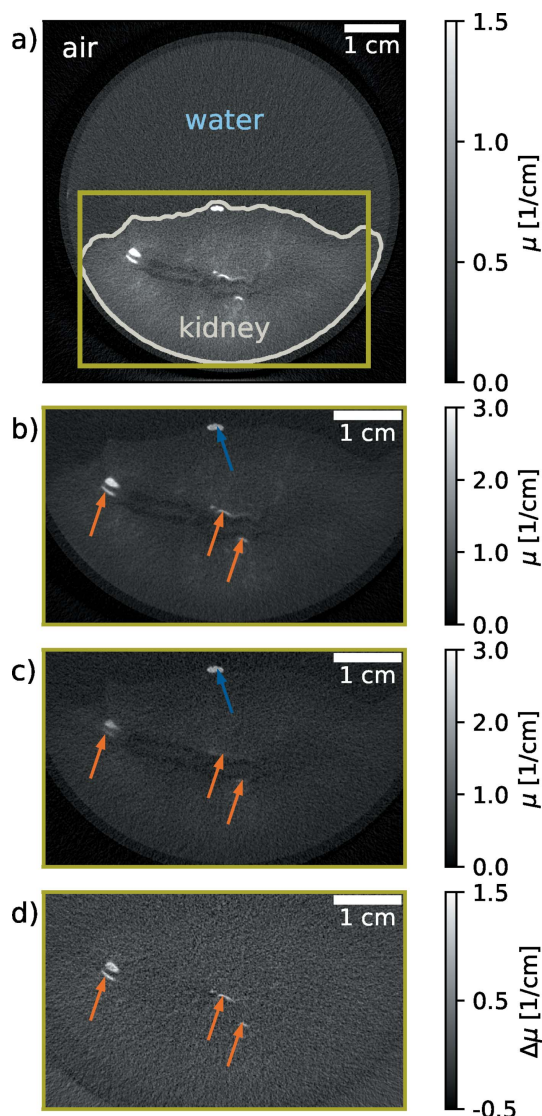 a)
air
1 cm
water
kidney
1.5
1.0
0.5
0.0
μ [1/cm]
b)
1 cm
3.0
2.0
1.0
0.0
μ [1/cm]
c)
1 cm
3.0
2.0
1.0
0.0
μ [1/cm]
d)
1 cm
1.5
0.5
-0.5
Δμ [1/cm]